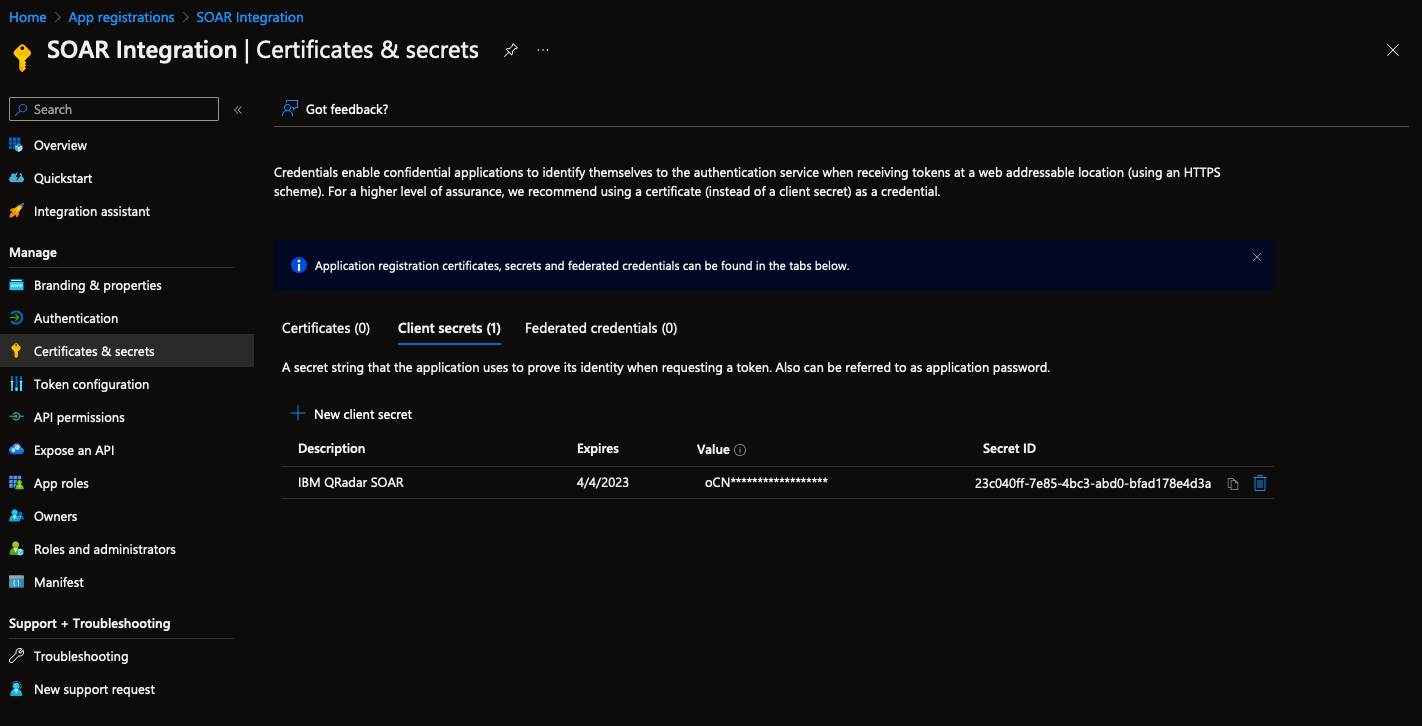 Home > App registrations > SOAR Integration
SOAR Integration | Certificates & secrets
Search
Overview
Quickstart
Integration assistant
Manage
Branding & properties
Authentication
Certificates & secrets
Token configuration
API permissions
Expose an API
App roles
Owners
Roles and administrators
Manifest
Support + Troubleshooting
Troubleshooting
New support request
Got feedback?
Credentials enable confidential applications to identify themselves to the authentication service when receiving tokens at a web addressable location (using an HTTPS
scheme). For a higher level of assurance, we recommend using a certificate (instead of a client secret) as a credential.
Application registration certificates, secrets and federated credentials can be found in the tabs below.
Certificates (0) Client secrets (1) Federated credentials (0)
A secret string that the application uses to prove its identity when requesting a token. Also can be referred to as application password.
New client secret
Description Expires Value Secret ID
IBM QRadar SOAR 4/4/2023 oCN****************** 23c040ff-7e85-4bc3-abd0-bfad178e4d3a